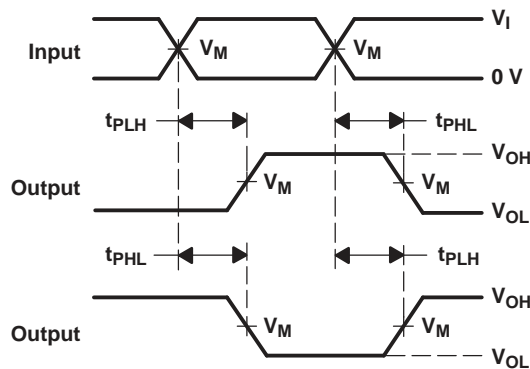 V_I
Input V_M V_M
0 V
t_PLH t_PHL
V_OH
Output V_M V_M
V_OL
t_PHL t_PLH
V_OH
V_M V_M
Output
V_OL